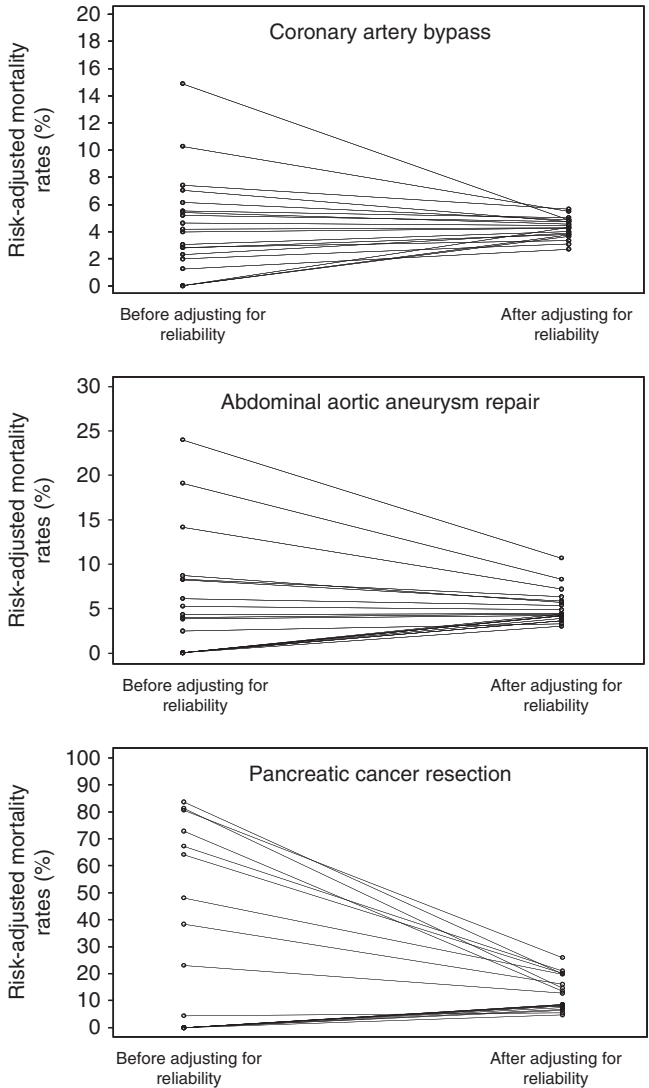 Coronary artery bypass
Risk-adjusted mortality
rates (%)
20
18
16
14
12
10
8
6
4
2
0
Before adjusting for
reliability
After adjusting for
reliability
Abdominal aortic aneurysm repair
Risk-adjusted mortality
rates (%)
30
25
20
15
10
5
0
Before adjusting for
reliability
After adjusting for
reliability
Pancreatic cancer resection
Risk-adjusted mortality
rates (%)
100
90
80
70
60
50
40
30
20
10
0
Before adjusting for
reliability
After adjusting for
reliability